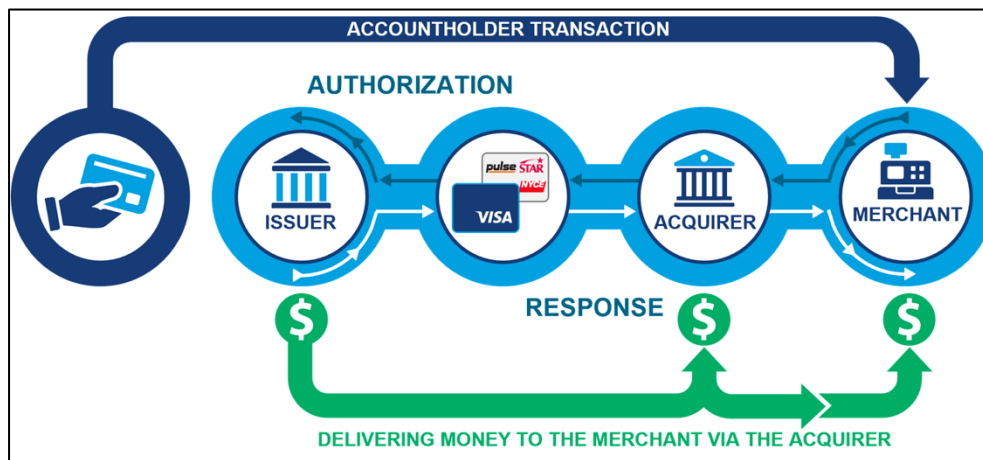 ACCOUNTHOLDER TRANSACTION
AUTHORIZATION
pulse STAR
NYCE
VISA
ISSUER
ACQUIRER
MERCHANT
RESPONSE
$ $ $
DELIVERING MONEY TO THE MERCHANT VIA THE ACQUIRER